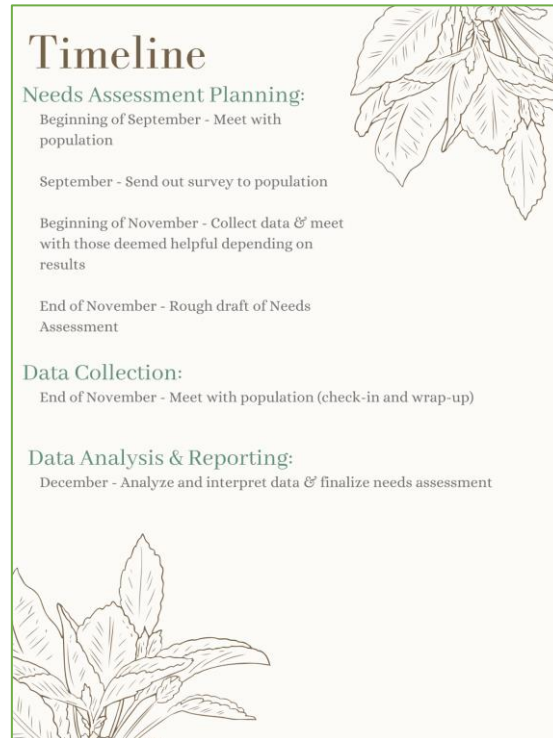 Timeline
Needs Assessment Planning:
Beginning of September - Meet with
population
September - Send out survey to population
Beginning of November - Collect data & meet
with those deemed helpful depending on
results
End of November - Rough draft of Needs
Assessment
Data Collection:
End of November - Meet with population (check-in and wrap-up)
Data Analysis & Reporting:
December - Analyze and interpret data & finalize needs assessment